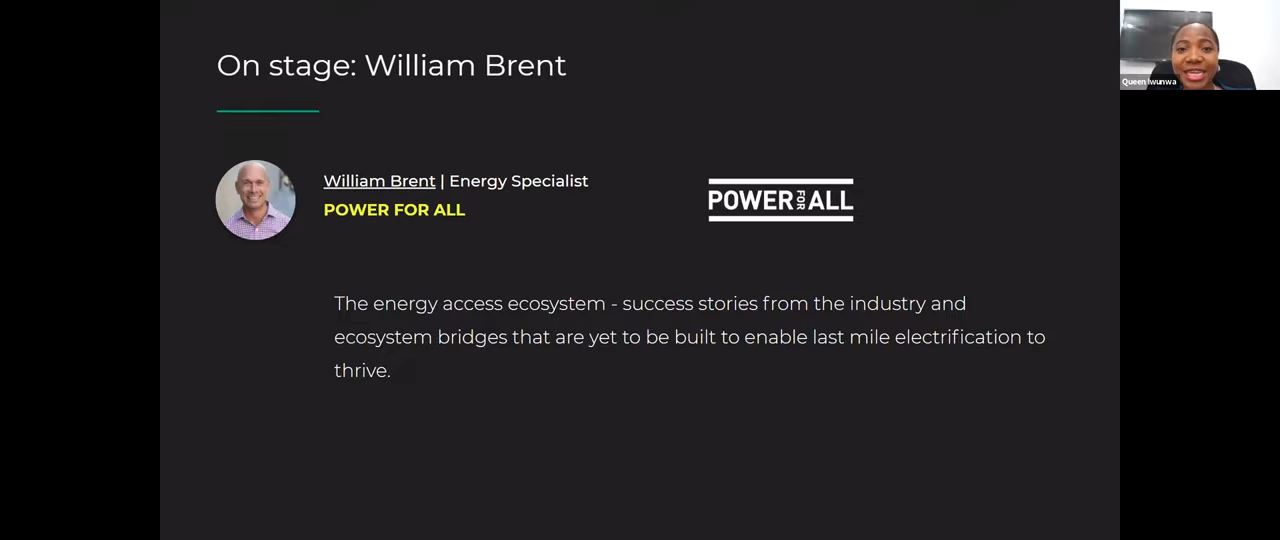 On stage: William Brent
William Brent | Energy Specialist
POWER FOR ALL
POWER FOR ALL
The energy access ecosystem - success stories from the industry and
ecosystem bridges that are yet to be built to enable last mile electrification to
thrive.
Queen Iwunwa